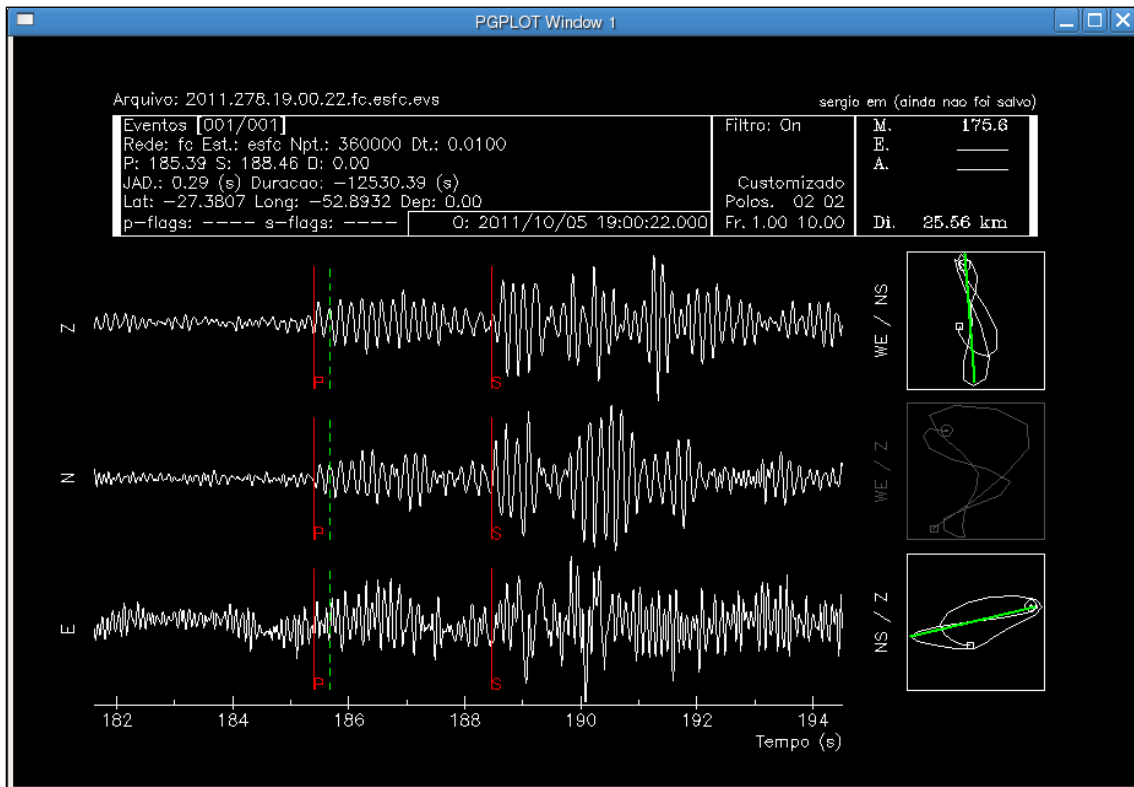 PGPLOT Window 1
Arquivo: 2011.278.19.00.22.fc.esfc.evs
sergio em (ainda nao foi salvo)
Eventos [001/001]
Rede: fc Est.: esfc Npt.: 360000 Dt.: 0.0100
P: 185.39 S: 188.46 D: 0.00
JAD.: 0.29 (s) Duracao: -12530.39 (s)
Lat: -27.3807 Long: -52.8932 Dep: 0.00
p-flags: ---- s-flags: ----
O: 2011/10/05 19:00:22.000
Filtro: On
Customizado
Polos. 02 02
Fr. 1.00 10.00
M. 175.6
E. ______
A. ______
Di. 25.56 km
Z
P
S
WE / NS
N
P
S
WE / Z
E
P
S
NS / Z
182 184 186 188 190 192 194
Tempo (s)